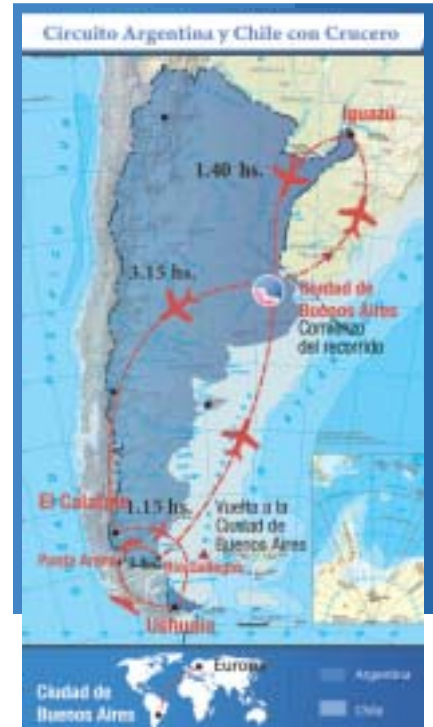 Circuito Argentina y Chile con Crucero
Iguazú
1.40 hs.
3.15 hs.
Ciudad de
Buenos Aires
Comienzo
del recorrido
El Calafate
1.15 hs.
Vuelta a la
Ciudad de
Buenos Aires
Punta Arenas
Río Gallegos
Ushuaia
Europa
Ciudad de
Buenos Aires
Argentina
Chile